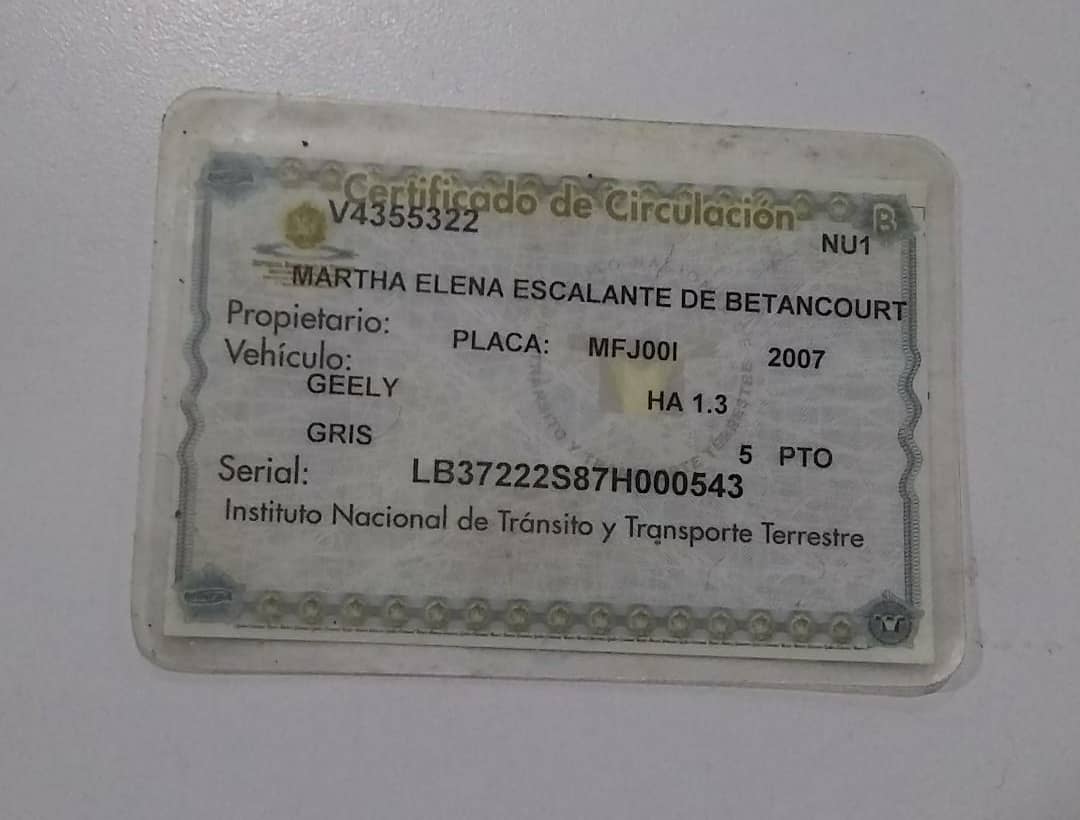 Certificado de Circulación B
V4355322
NU1
MARTHA ELENA ESCALANTE DE BETANCOURT
Propietario:
PLACA: MFJ00I 2007
Vehículo:
GEELY
HA 1.3
GRIS
5 PTO
Serial: LB37222S87H000543
Instituto Nacional de Tránsito y Transporte Terrestre